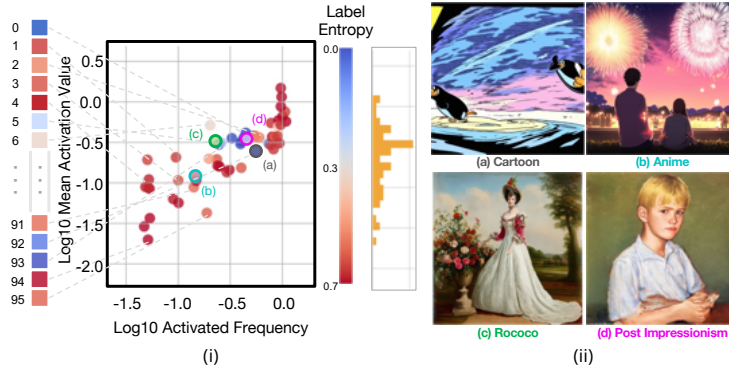 0
1
2
3
4
5
6
91
92
93
94
95
Log10 Mean Activation Value
0.5
0.0
-0.5
-1.0
-1.5
-2.0
(c)
(d)
(a)
(b)
-1.5 -1.0 -0.5 0.0
Log10 Activated Frequency
(i)
Label
Entropy
0.0
0.3
0.7
(a) Cartoon
(b) Anime
(c) Rococo
(d) Post Impressionism
(ii)